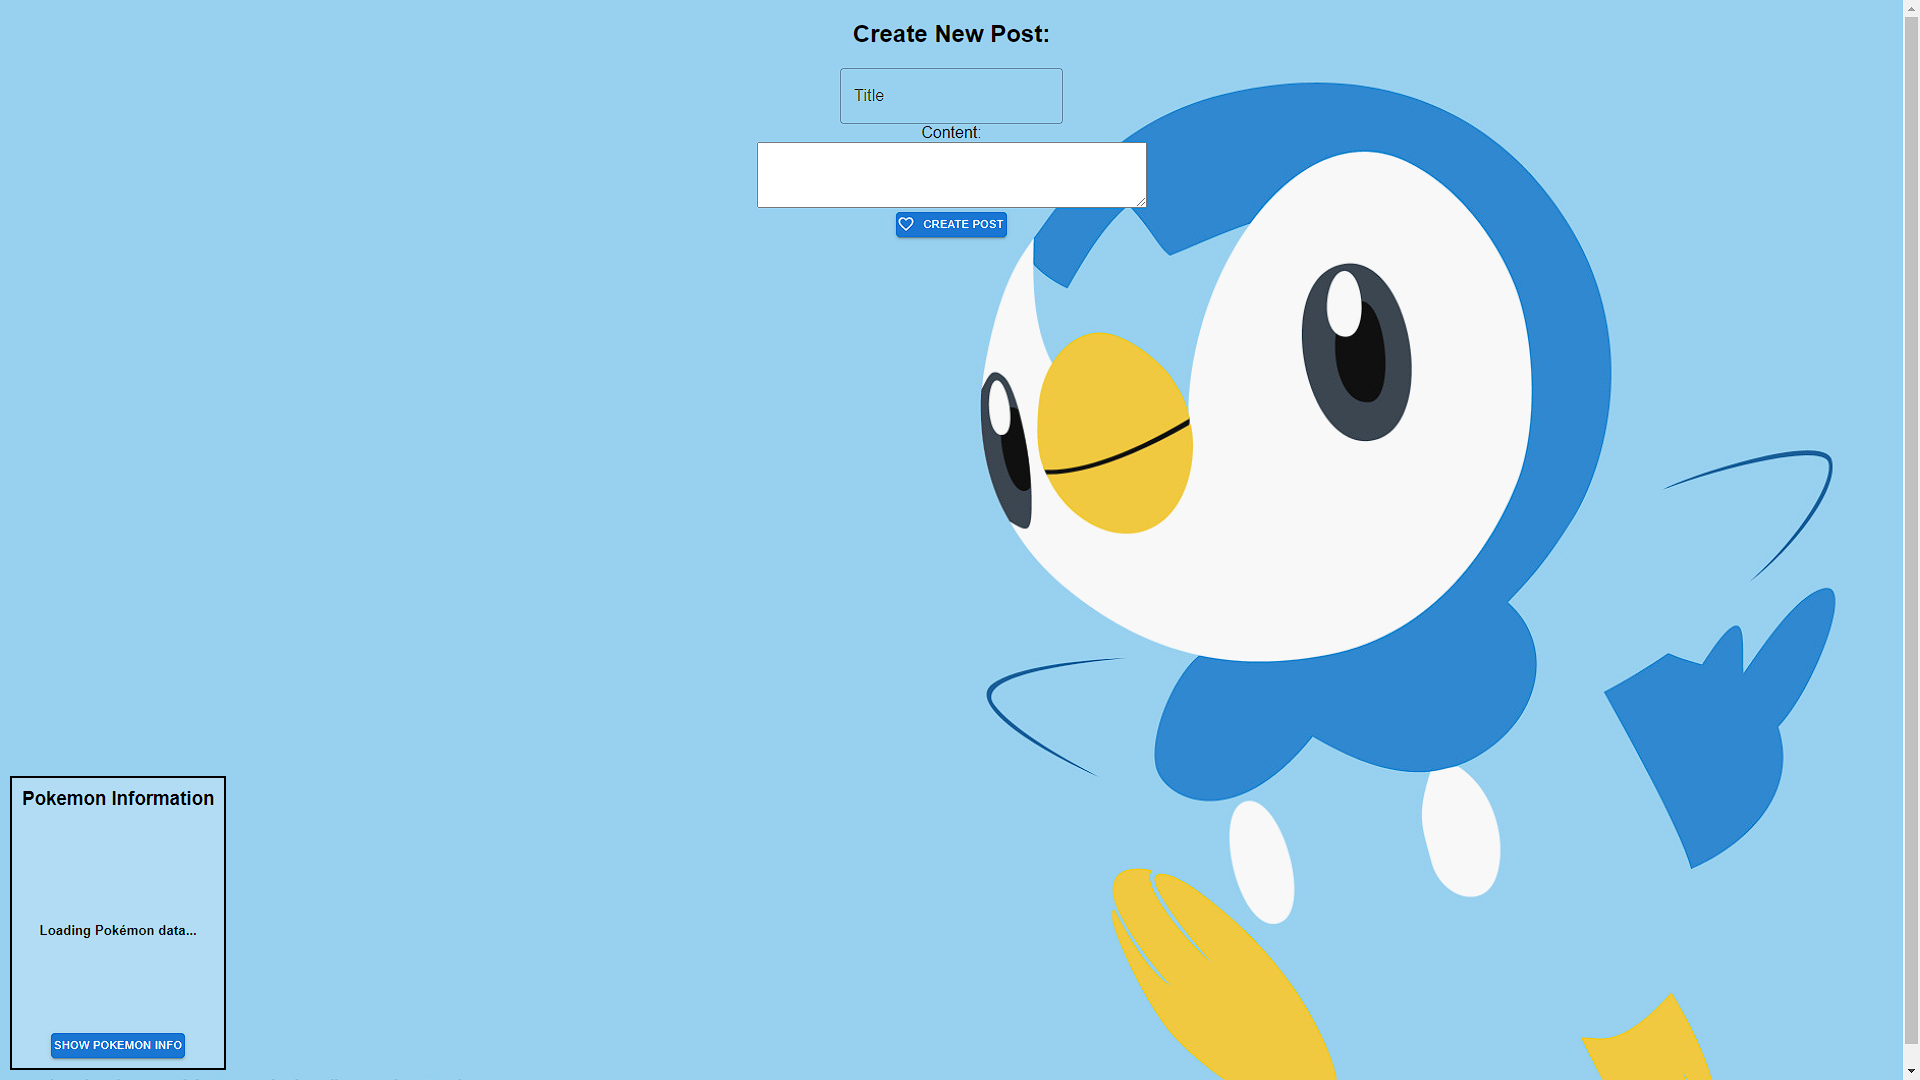 Create New Post:
Title
Content:
CREATE POST
Pokemon Information
Loading Pokémon data...
SHOW POKEMON INFO